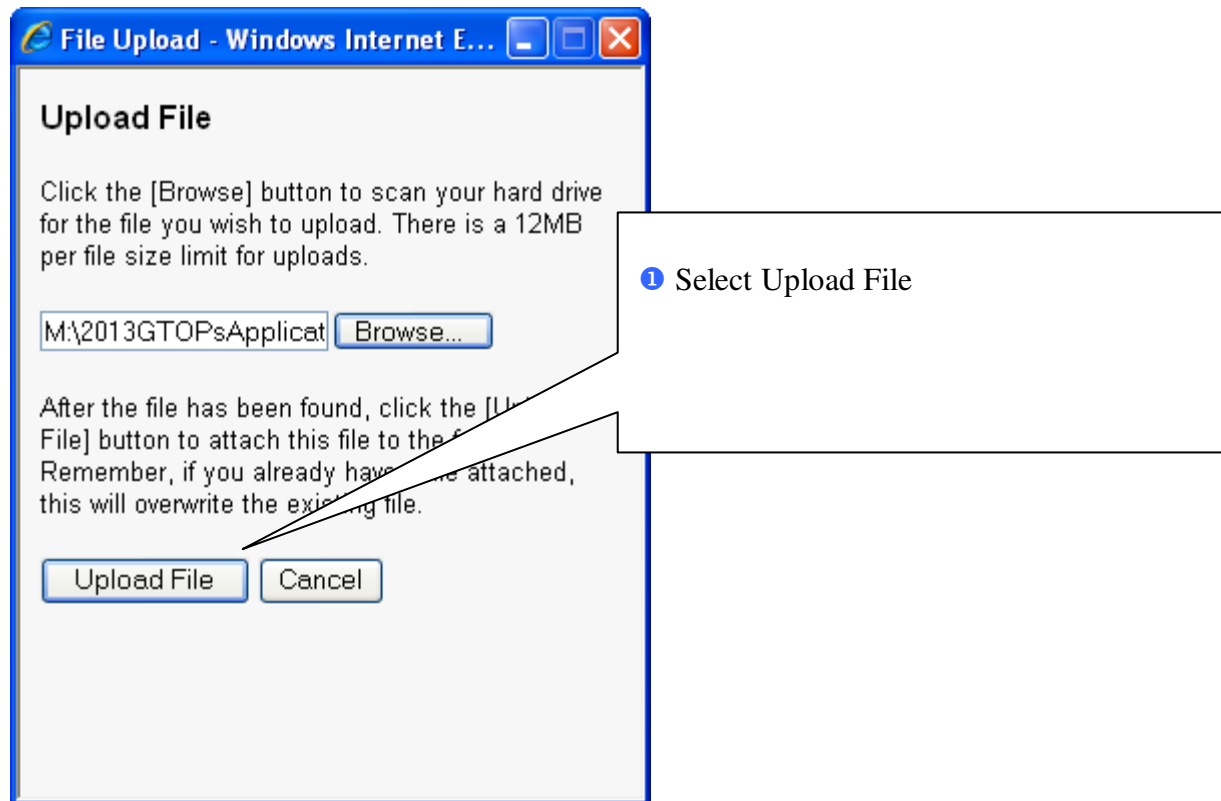 File Upload - Windows Internet E...
Upload File
Click the [Browse] button to scan your hard drive
for the file you wish to upload. There is a 12MB
per file size limit for uploads.
M:\2013GTOPsApplicat Browse...
❶ Select Upload File
After the file has been found, click the
File] button to attach this file to the
Remember, if you already have attached,
this will overwrite the existing file.
Upload File Cancel